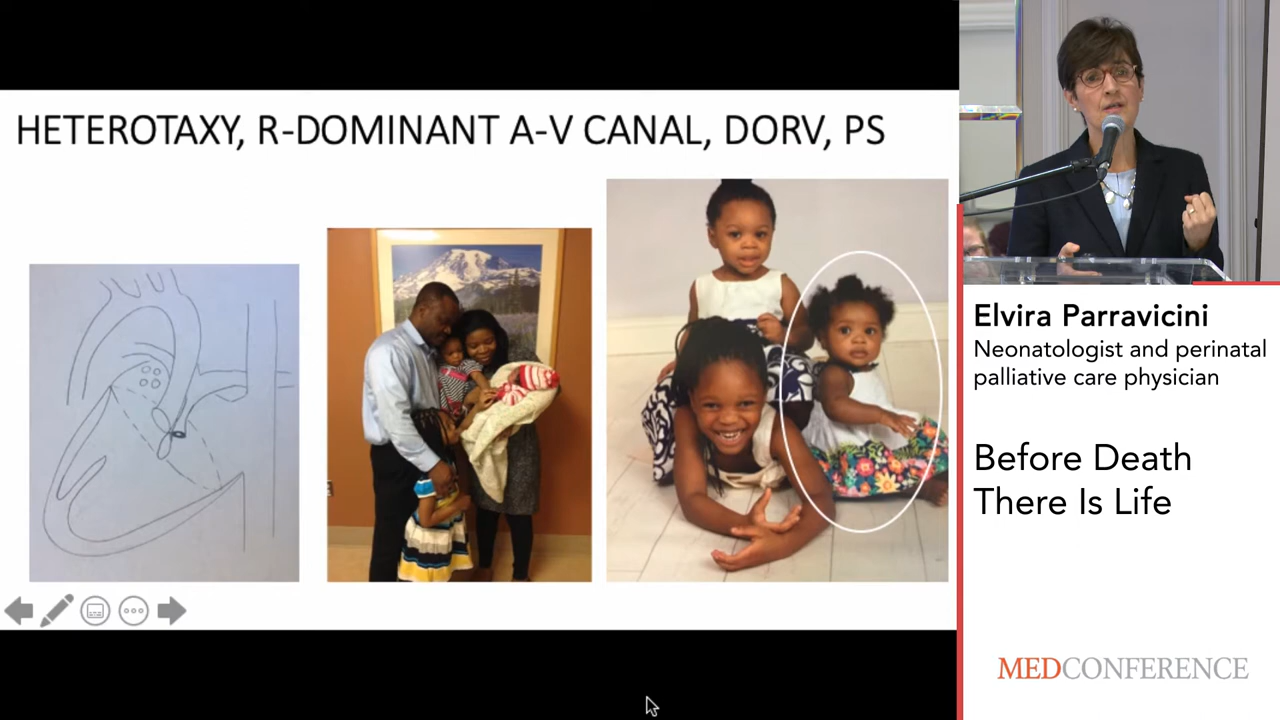 HETEROTAXY, R-DOMINANT A-V CANAL, DORV, PS
Elvira Parravicini
Neonatologist and perinatal
palliative care physician
Before Death
There Is Life
MEDCONFERENCE